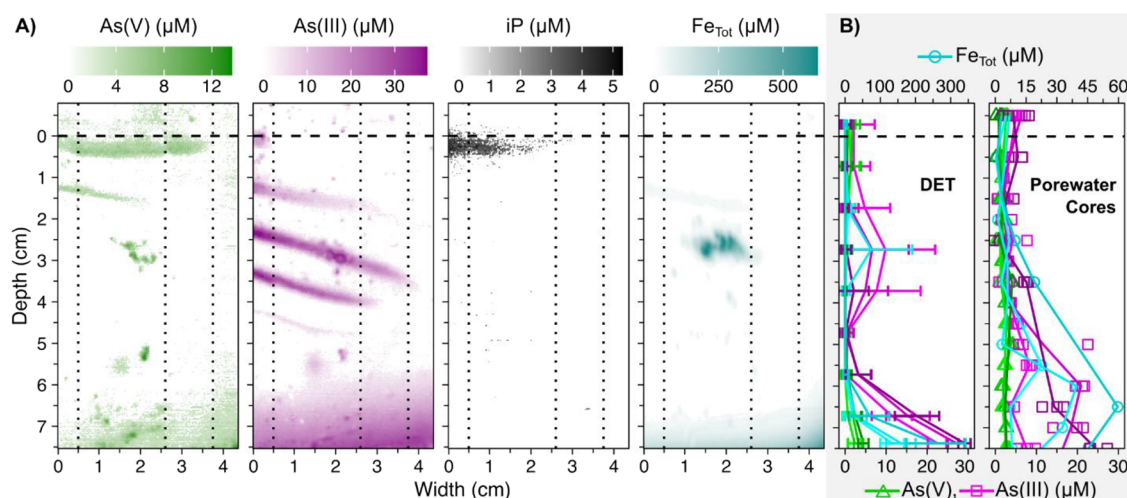 A)
As(V) (µM)
As(III) (µM)
iP (µM)
FeTot (µM)
B)
FeTot (µM)
0 4 8 12
0 10 20 30
0 1 2 3 4 5
0 250 500
0 100 200 300
0 15 30 45 60
0
1
2
3
4
5
6
7
Depth (cm)
DET
Porewater
Cores
0 1 2 3 4
0 1 2 3 4
0 1 2 3 4
0 1 2 3 4
0 10 20 30
0 10 20 30
Width (cm)
As(V), As(III) (µM)